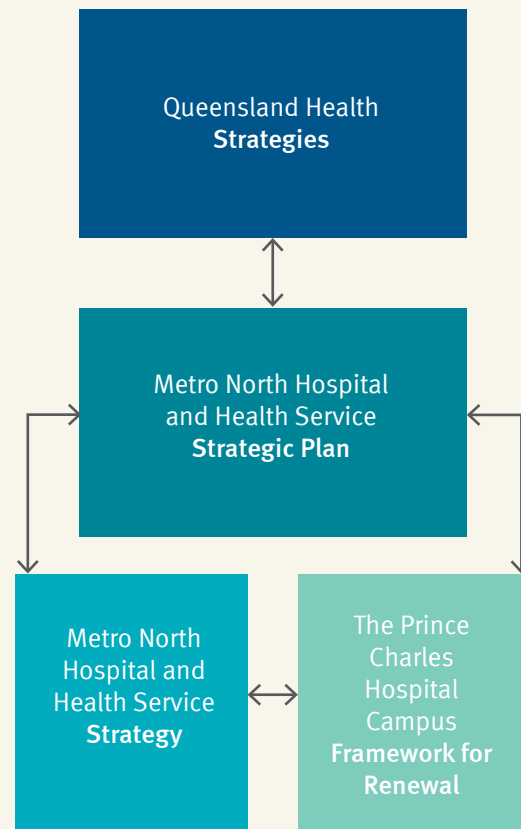 Queensland Health
Strategies
Metro North Hospital
and Health Service
Strategic Plan
Metro North
Hospital and
Health Service
Strategy
The Prince
Charles
Hospital
Campus
Framework for
Renewal